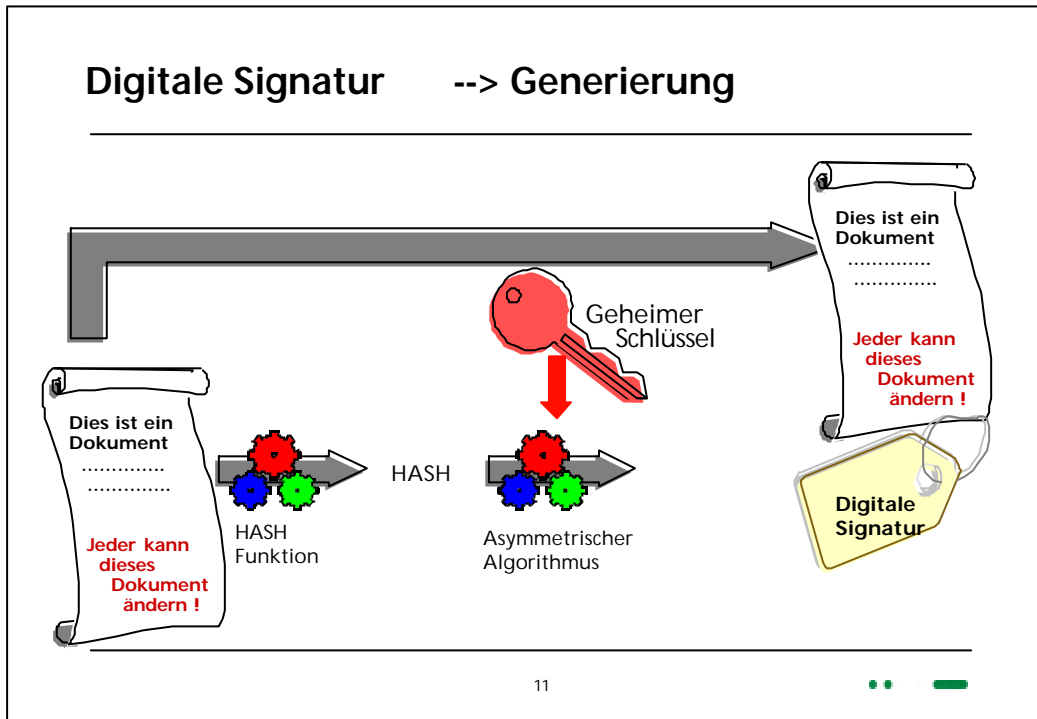 Digitale Signatur --> Generierung
Dies ist ein
Dokument
..............
..............
Jeder kann
dieses
Dokument
ändern !
HASH
Funktion
HASH
Geheimer
Schlüssel
Asymmetrischer
Algorithmus
Dies ist ein
Dokument
..............
..............
Jeder kann
dieses
Dokument
ändern !
Digitale
Signatur
11